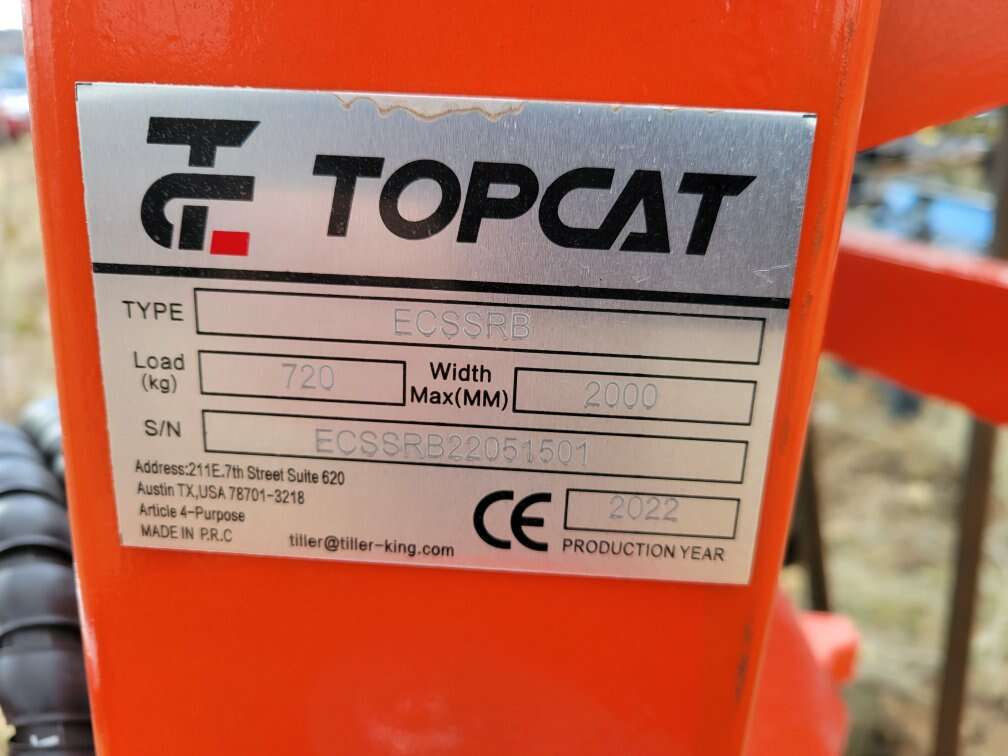 TC TOPCAT
TYPE ECSSRB
Load (kg) 720 Width Max(MM) 2000
S/N ECSSRB22051501
Address:211E.7th Street Suite 620
Austin TX,USA 78701-3218
Article 4-Purpose
MADE IN P.R.C
tiller@tiller-king.com
CE 2022
PRODUCTION YEAR